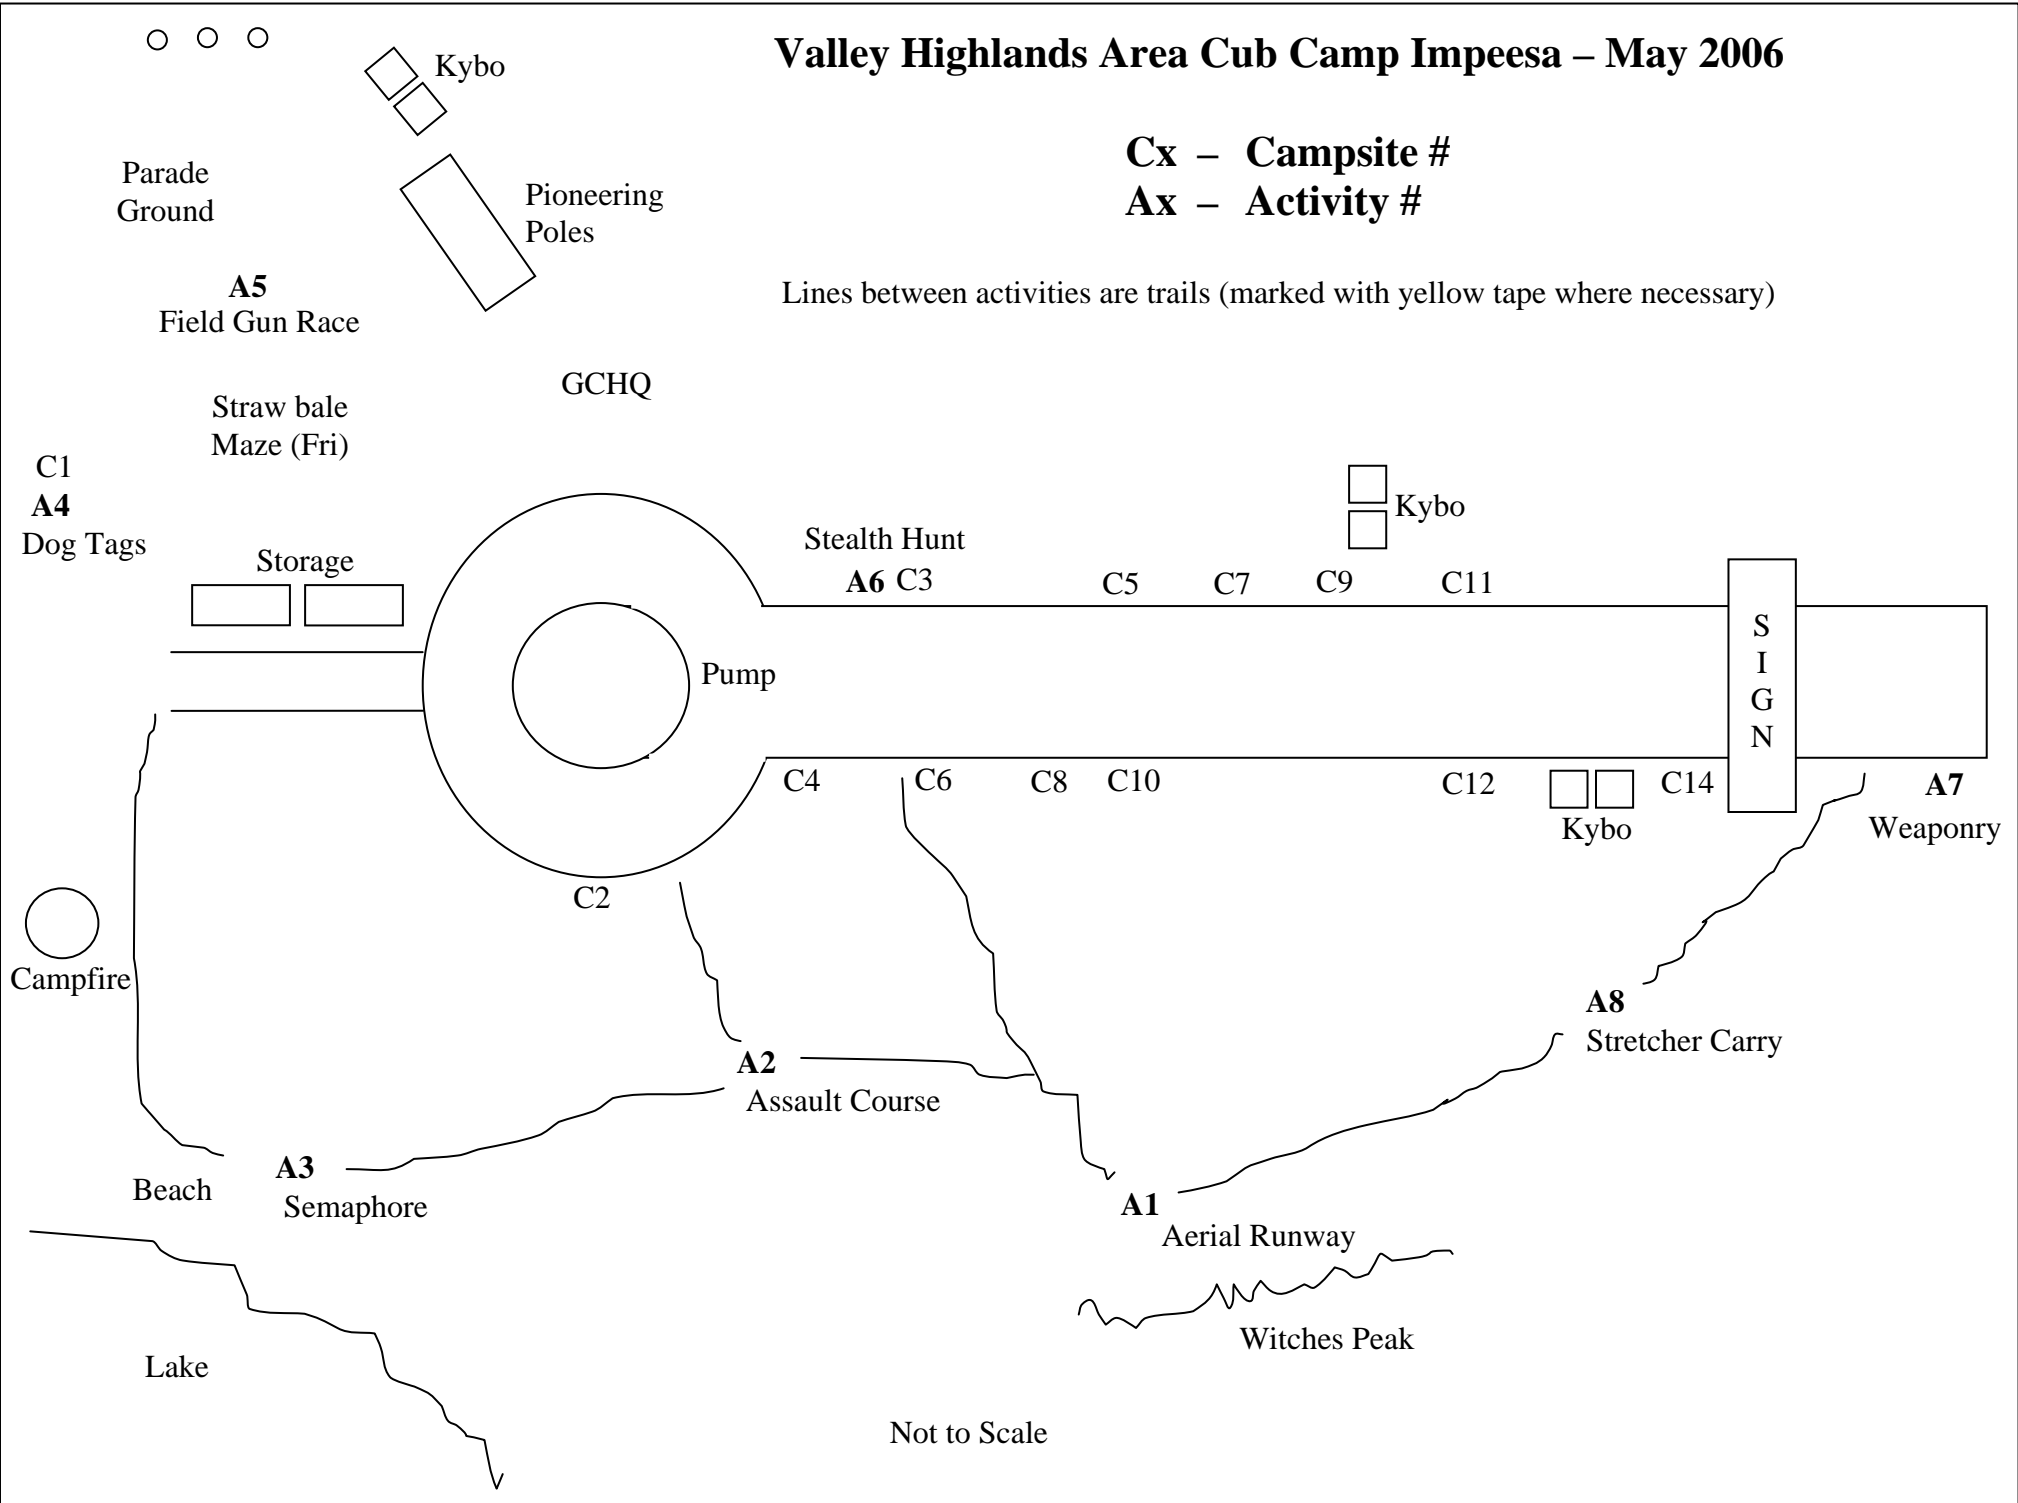 Valley Highlands Area Cub Camp Impeesa – May 2006
Kybo
Cx – Campsite #
Ax – Activity #
Parade
Ground
Pioneering
Poles
A5
Field Gun Race
Lines between activities are trails (marked with yellow tape where necessary)
GCHQ
Straw bale
Maze (Fri)
C1
A4
Dog Tags
Storage
Stealth Hunt
A6 C3
C5
C7
C9
C11
Kybo
S
I
G
N
Pump
C4
C6
C8
C10
C12
C14
Kybo
A7
Weaponry
C2
Campfire
A8
Stretcher Carry
A2
Assault Course
A3
Semaphore
Beach
A1
Aerial Runway
Witches Peak
Lake
Not to Scale